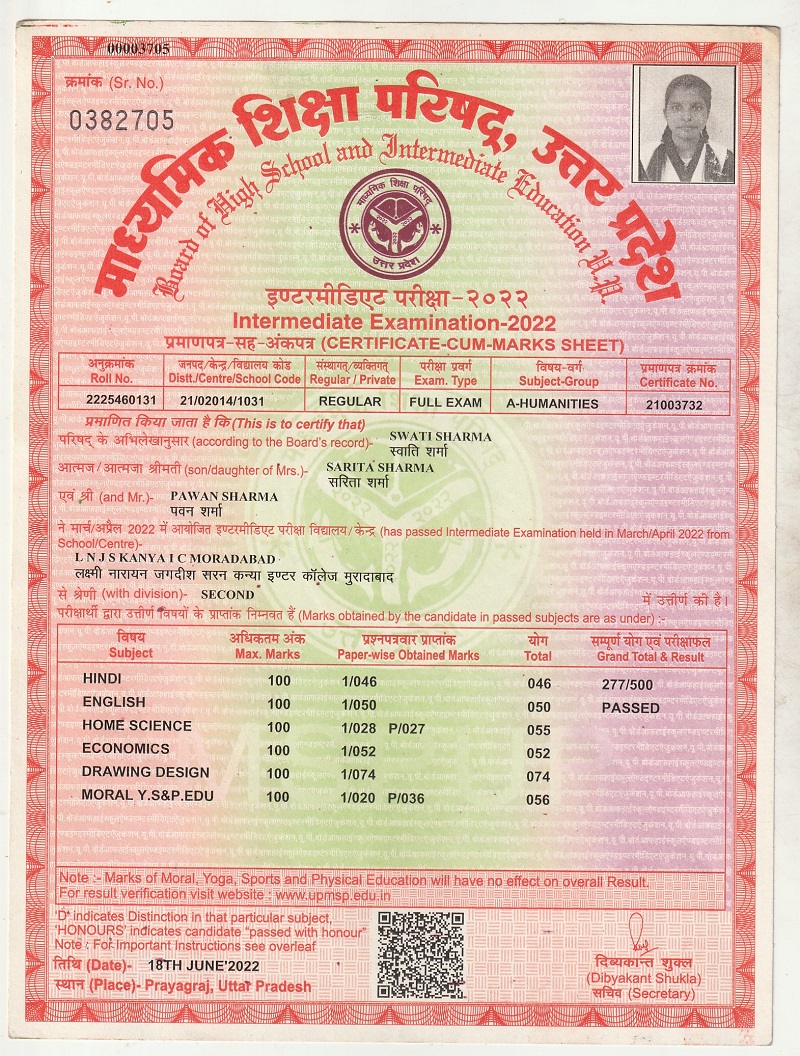 00003705
क्रमांक (Sr. No.)
0382705
माध्यमिक शिक्षा परिषद्, उत्तर प्रदेश
Board of High School and Intermediate Education U.P.
माध्यमिक शिक्षा परिषद
उत्तर प्रदेश
इण्टरमीडिएट परीक्षा-२०२२
Intermediate Examination-2022
प्रमाणपत्र-सह-अंकपत्र (CERTIFICATE-CUM-MARKS SHEET)
अनुक्रमांक जनपद/केन्द्र/विद्यालय कोड संस्थागत/व्यक्तिगत् परीक्षा प्रवर्ग विषय-वर्ग प्रमाणपत्र क्रमांक
Roll No. Distt./Centre/School Code Regular / Private Exam. Type Subject-Group Certificate No.
2225460131 21/02014/1031 REGULAR FULL EXAM A-HUMANITIES 21003732
प्रमाणित किया जाता है कि (This is to certify that)
परिषद् के अभिलेखानुसार (according to the Board's record)- SWATI SHARMA
स्वाति शर्मा
आत्मज/आत्मजा श्रीमती (son/daughter of Mrs.)- SARITA SHARMA
सरिता शर्मा
एवं श्री (and Mr.)- PAWAN SHARMA
पवन शर्मा
ने मार्च/अप्रैल 2022 में आयोजित इण्टरमीडिएट परीक्षा विद्यालय/केन्द्र (has passed Intermediate Examination held in March/April 2022 from
School/Centre)-
L N J S KANYA I C MORADABAD
लक्ष्मी नारायन जगदीश सरन कन्या इण्टर कॉलेज मुरादाबाद
से श्रेणी (with division)- SECOND में उत्तीर्ण की है।
परीक्षार्थी द्वारा उत्तीर्ण विषयों के प्राप्तांक निम्नवत हैं (Marks obtained by the candidate in passed subjects are as under) :-
विषय अधिकतम अंक प्रश्नपत्रवार प्राप्तांक योग सम्पूर्ण योग एवं परीक्षाफल
Subject Max. Marks Paper-wise Obtained Marks Total Grand Total & Result
HINDI 100 1/046 046 277/500
ENGLISH 100 1/050 050 PASSED
HOME SCIENCE 100 1/028 P/027 055
ECONOMICS 100 1/052 052
DRAWING DESIGN 100 1/074 074
MORAL Y.S&P.EDU 100 1/020 P/036 056
Note :- Marks of Moral, Yoga, Sports and Physical Education will have no effect on overall Result.
For result verification visit website : www.upmsp.edu.in
'D' indicates Distinction in that particular subject,
'HONOURS' indicates candidate "passed with honour"
Note : For Important Instructions see overleaf
तिथि (Date)- 18TH JUNE'2022
स्थान (Place)- Prayagraj, Uttar Pradesh
दिव्यकान्त शुक्ल
(Dibyakant Shukla)
सचिव (Secretary)